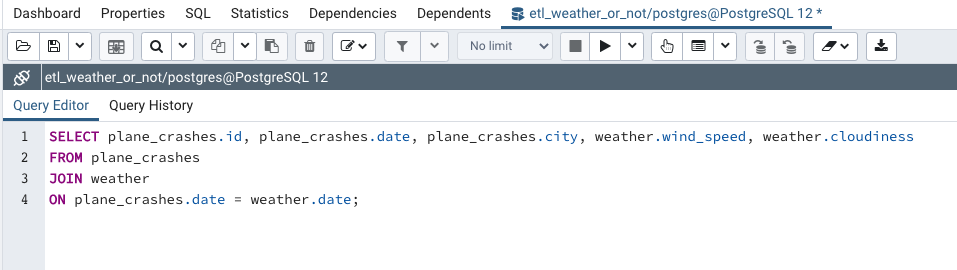 Dashboard Properties SQL Statistics Dependencies Dependents etl_weather_or_not/postgres@PostgreSQL 12 *
No limit
etl_weather_or_not/postgres@PostgreSQL 12
Query Editor Query History
1 SELECT plane_crashes.id, plane_crashes.date, plane_crashes.city, weather.wind_speed, weather.cloudiness
2 FROM plane_crashes
3 JOIN weather
4 ON plane_crashes.date = weather.date;